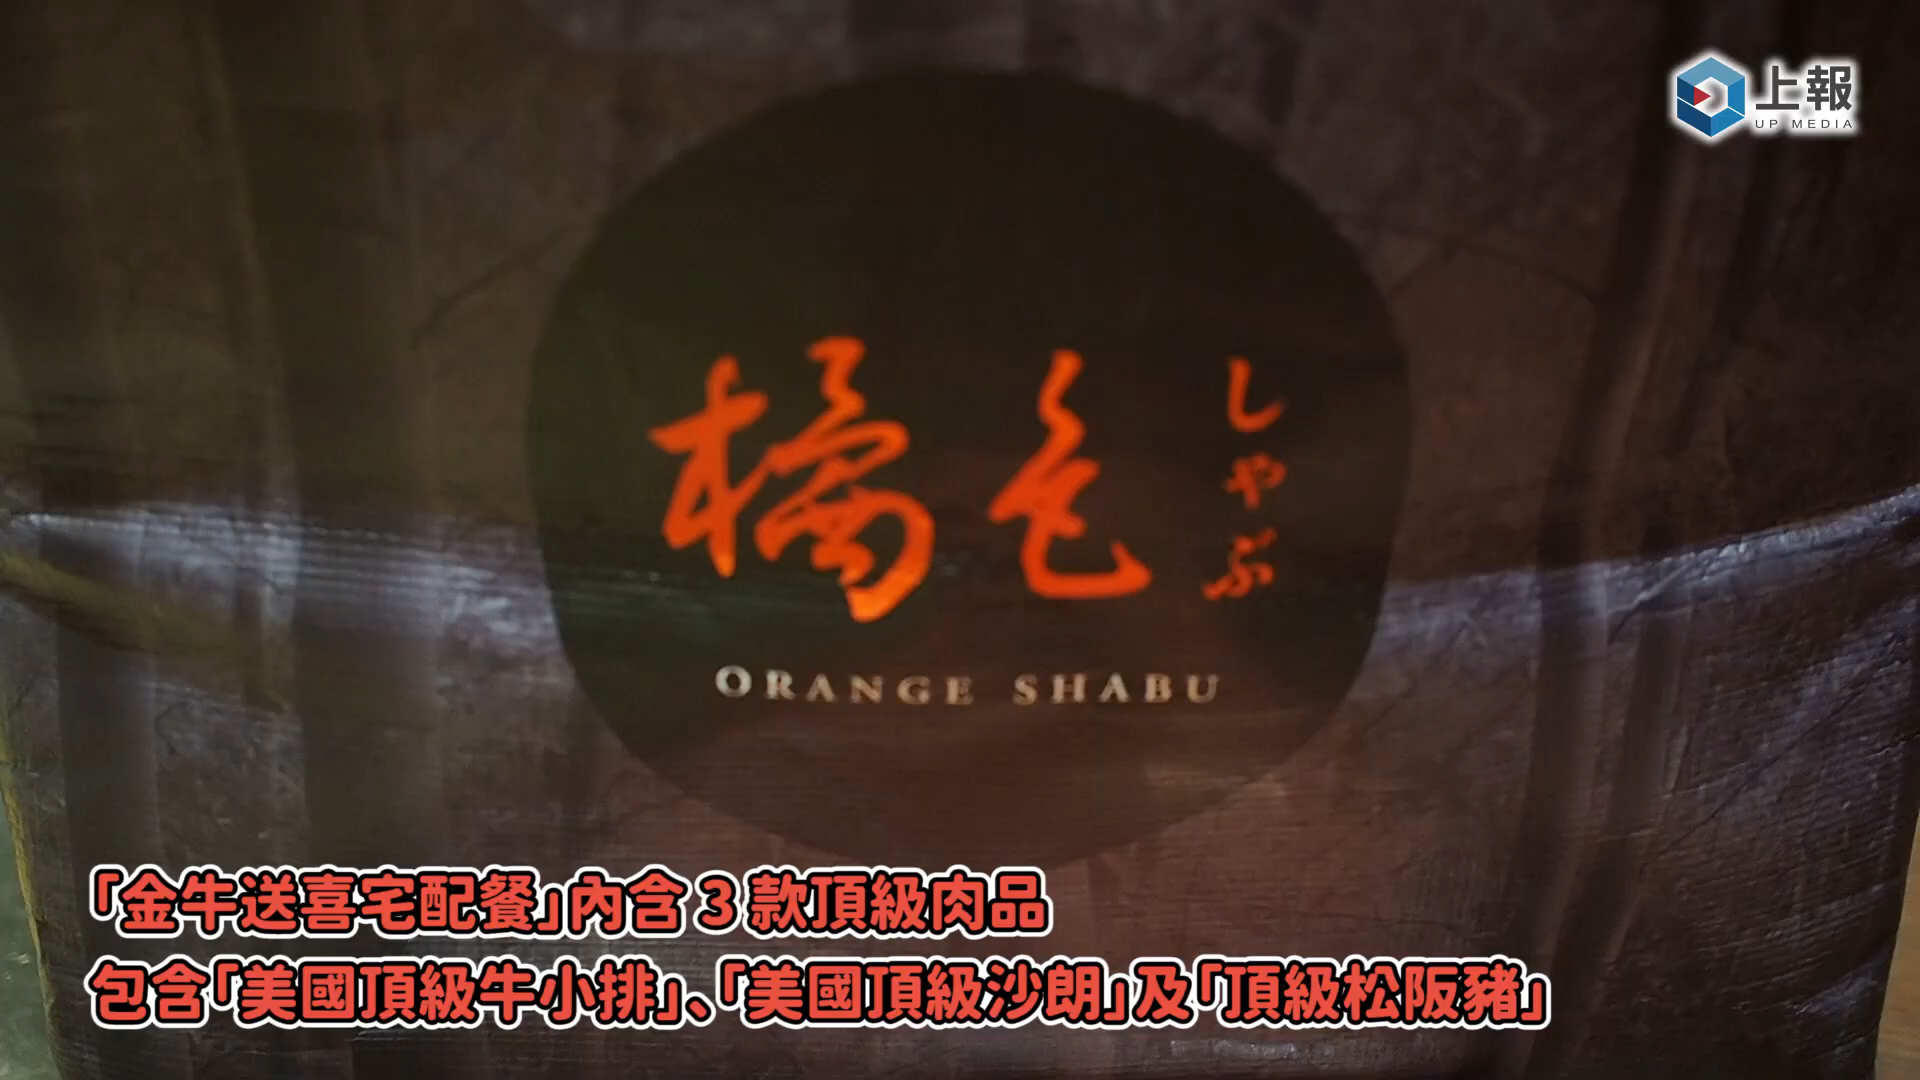 上報
UP MEDIA
橘色
しゃぶ
ORANGE SHABU
「金牛送喜宅配餐」內含3款頂級肉品
包含「美國頂級牛小排」、「美國頂級沙朗」及「頂級松阪豬」